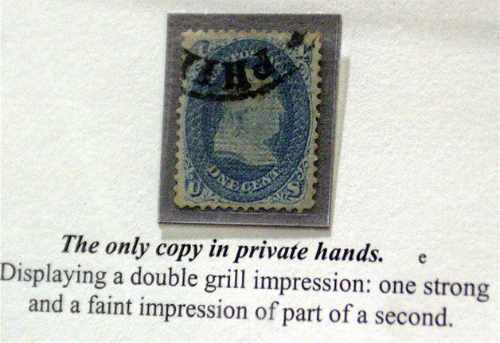 PHIL
ONE CENT
U S
The only copy in private hands. e
Displaying a double grill impression: one strong
and a faint impression of part of a second.